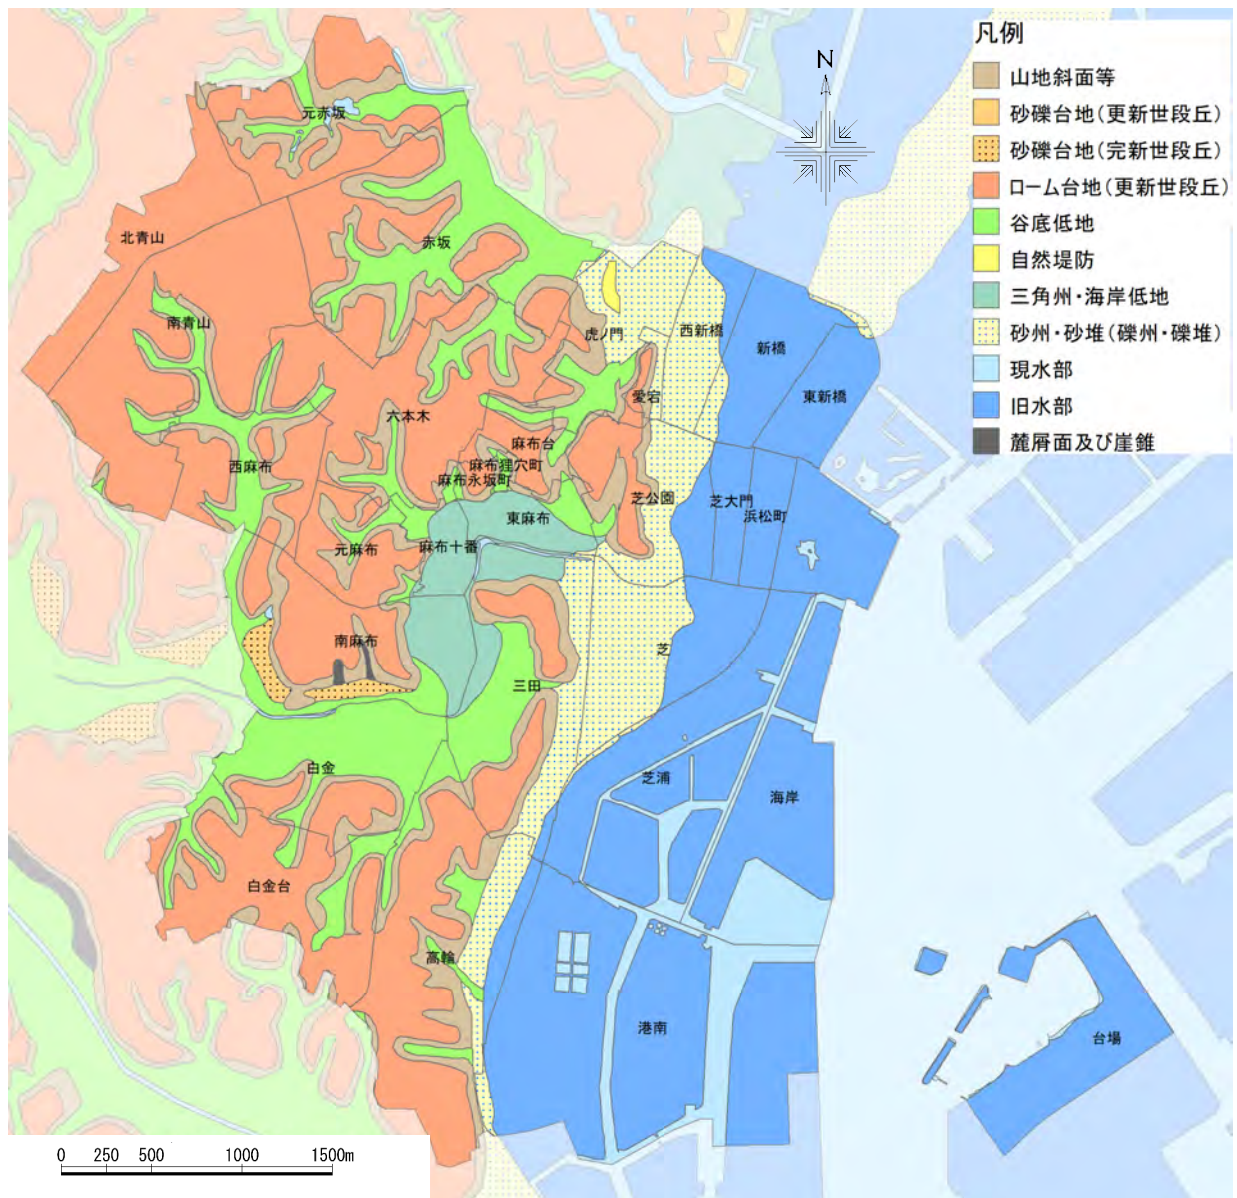 凡例
山地斜面等
砂礫台地(更新世段丘)
砂礫台地(完新世段丘)
ローム台地(更新世段丘)
谷底低地
自然堤防
三角州・海岸低地
砂州・砂堆(礫州・礫堆)
現水部
旧水部
麓屑面及び崖錐
N
元赤坂
北青山
赤坂
南青山
虎ノ門
西新橋
新橋
東新橋
愛宕
六本木
麻布台
麻布狸穴町
麻布永坂町
西麻布
芝公園
芝大門
浜松町
東麻布
麻布十番
元麻布
南麻布
芝
三田
白金
芝浦
海岸
白金台
高輪
港南
台場
0 250 500 1000 1500m